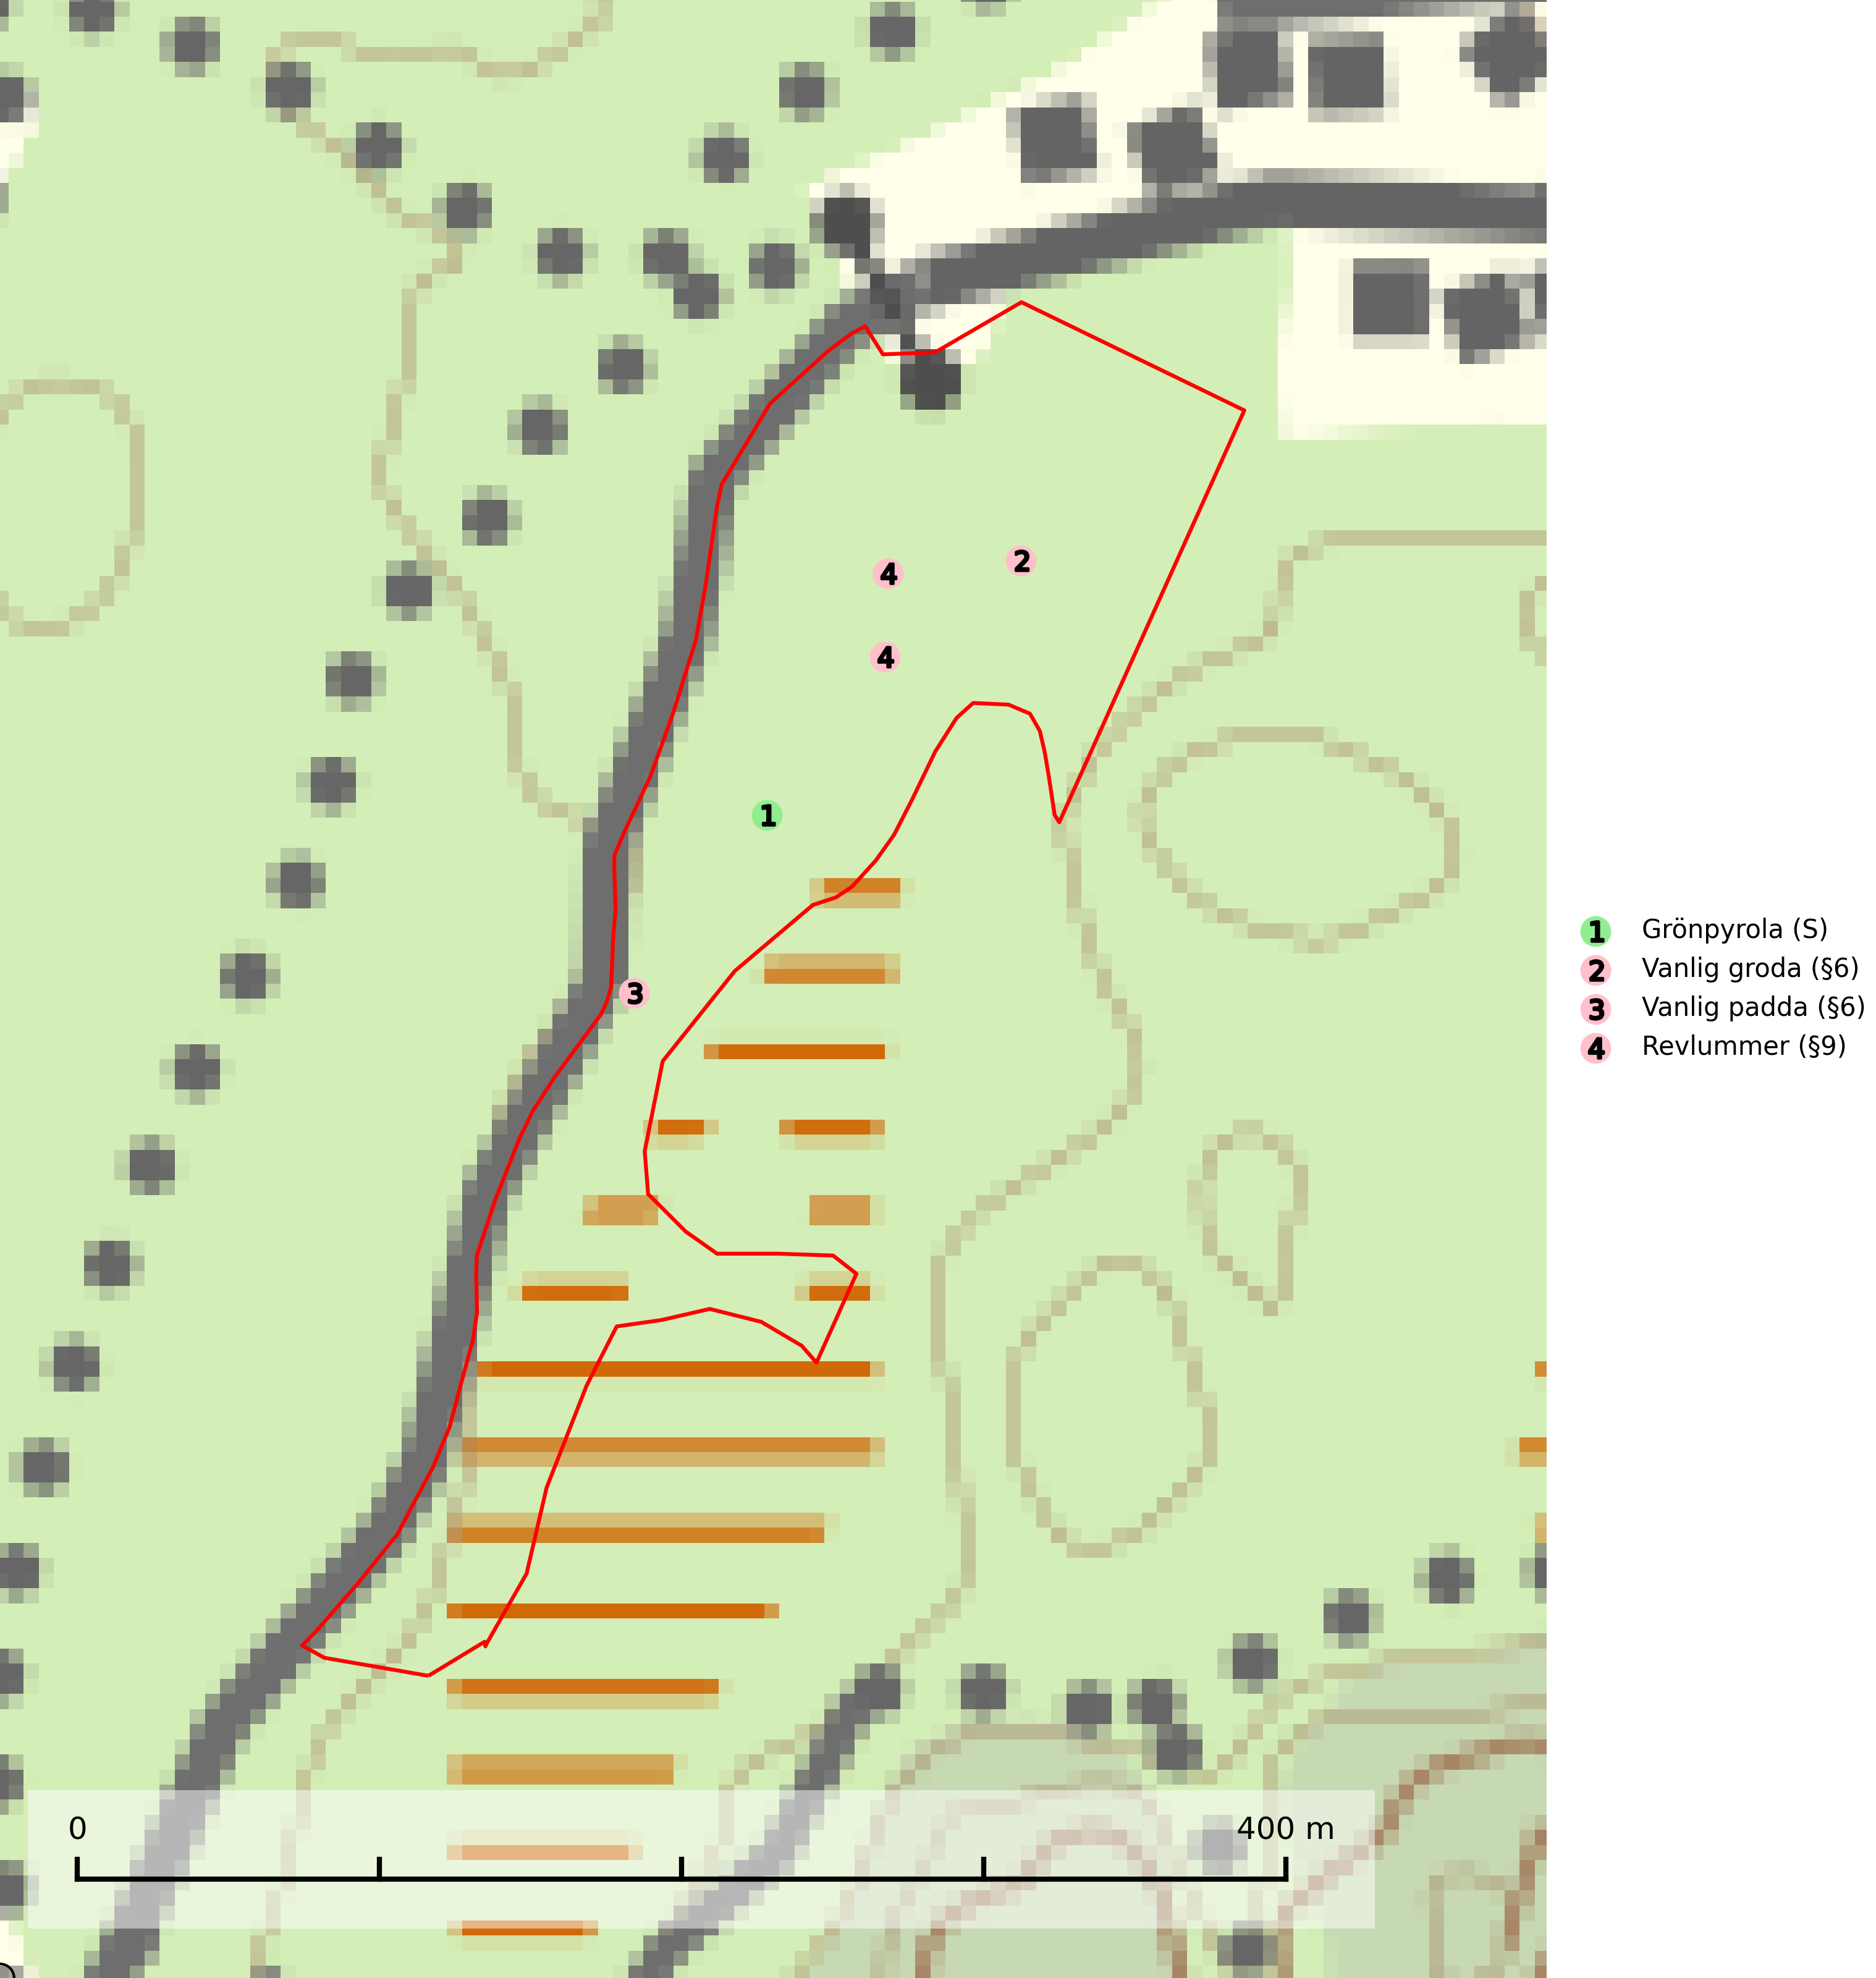 4
2
4
1
3
1 Grönpyrola (S)
2 Vanlig groda (§6)
3 Vanlig padda (§6)
4 Revlummer (§9)
0 400 m